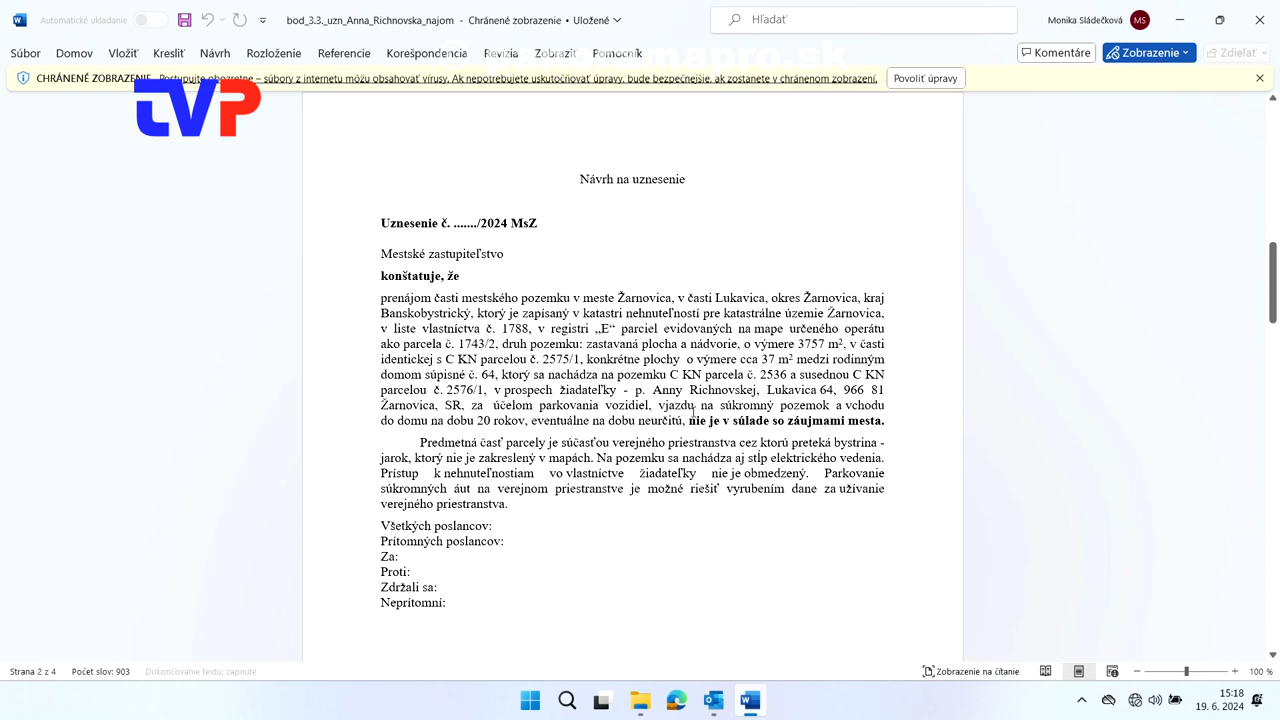 bod_3.3._uzn_Anna_Richnovska_najom – Chránené zobrazenie • Uložené
Automatické ukladanie
Hľadať
Monika Sládečková
MS
Súbor Domov Vložiť Kresliť Návrh Rozloženie Referencie Korešpondencia Revízia Zobraziť Pomocník
Komentáre
Zobrazenie
Zdieľať
CHRÁNENÉ ZOBRAZENIE Postupujte obozretne – súbory z internetu môžu obsahovať vírusy. Ak nepotrebujete uskutočňovať úpravy, bude bezpečnejšie, ak zostanete v chránenom zobrazení.
Povoliť úpravy
TVP
Návrh na uznesenie
Uznesenie č. ......./2024 MsZ
Mestské zastupiteľstvo
konštatuje, že
prenájom časti mestského pozemku v meste Žarnovica, v časti Lukavica, okres Žarnovica, kraj
Banskobystrický, ktorý je zapísaný v katastri nehnuteľností pre katastrálne územie Žarnovica,
v liste vlastníctva č. 1788, v registri „E“ parciel evidovaných na mape určeného operátu
ako parcela č. 1743/2, druh pozemku: zastavaná plocha a nádvorie, o výmere 3757 m², v časti
identickej s C KN parcelou č. 2575/1, konkrétne plochy o výmere cca 37 m² medzi rodinným
domom súpisné č. 64, ktorý sa nachádza na pozemku C KN parcela č. 2536 a susednou C KN
parcelou č. 2576/1, v prospech žiadateľky - p. Anny Richnovskej, Lukavica 64, 966 81
Žarnovica, SR, za účelom parkovania vozidiel, vjazdu na súkromný pozemok a vchodu
do domu na dobu 20 rokov, eventuálne na dobu neurčitú, nie je v súlade so záujmami mesta.
Predmetná časť parcely je súčasťou verejného priestranstva cez ktorú preteká bystrina -
jarok, ktorý nie je zakreslený v mapách. Na pozemku sa nachádza aj stĺp elektrického vedenia.
Prístup k nehnuteľnostiam vo vlastníctve žiadateľky nie je obmedzený. Parkovanie
súkromných áut na verejnom priestranstve je možné riešiť vyrubením dane za užívanie
verejného priestranstva.
Všetkých poslancov:
Prítomných poslancov:
Za:
Proti:
Zdržali sa:
Neprítomní:
Strana 2 z 4 Počet slov: 903 Dokončovanie textu: zapnuté
Zobrazenie na čítanie
100 %
15:18
19. 6. 2024